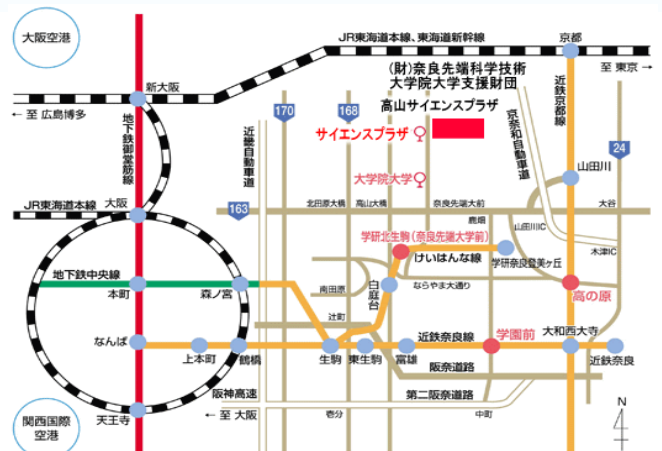 大阪空港
JR東海道本線、東海道新幹線
京都
→ 至 東京
(財)奈良先端科学技術
大学院大学支援財団
高山サイエンスプラザ
新大阪
← 至 広島博多
170
168
サイエンスプラザ
近鉄京都線
京奈和自動車道
24
地下鉄御堂筋線
近畿自動車道
山田川
大学院大学
JR東海道本線
大阪
163
北田原大橋
高山大橋
奈良先端大前
大谷
鹿畑
山田川IC
木津IC
学研北生駒(奈良先端大学前)
けいはんな線
学研奈良登美ヶ丘
地下鉄中央線
本町
森ノ宮
南田原
白庭台
ならやま大通り
高の原
辻町
なんば
上本町
鶴橋
生駒
東生駒
富雄
近鉄奈良線
学園前
大和西大寺
近鉄奈良
阪奈道路
阪神高速
第二阪奈道路
← 至 大阪
壱分
中町
天王寺
関西国際
空港
N
4